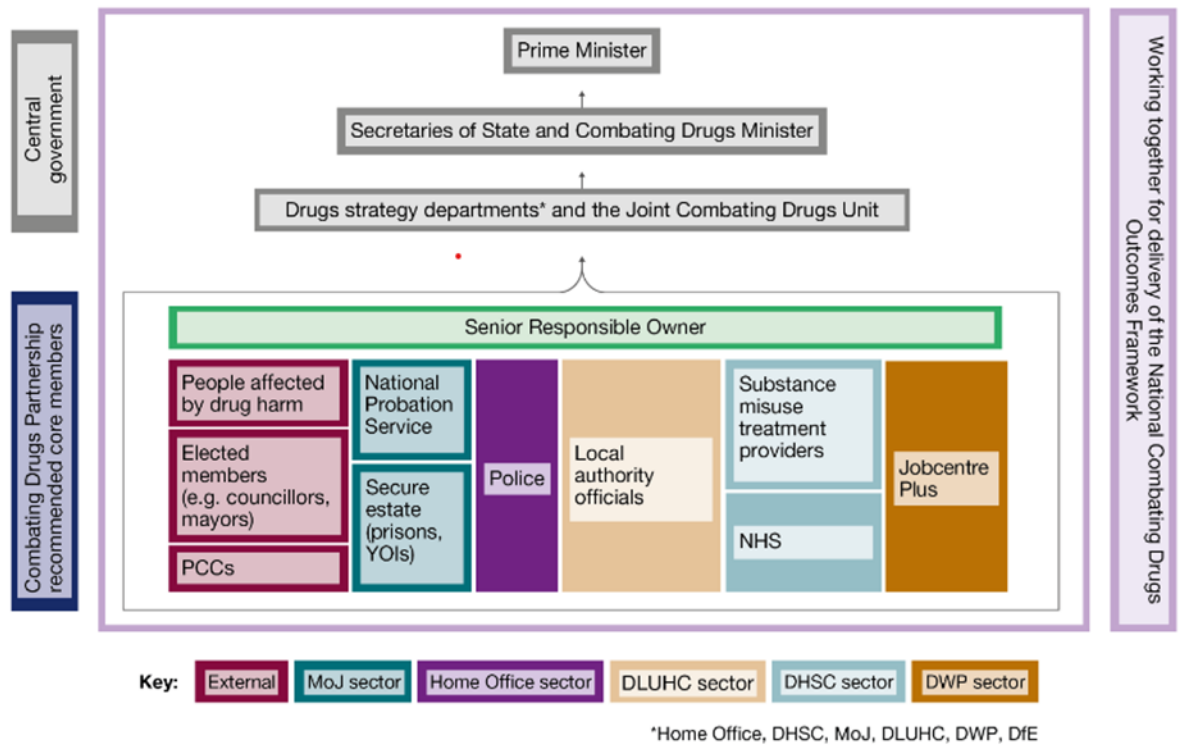 Central
government
Prime Minister
Secretaries of State and Combating Drugs Minister
Drugs strategy departments* and the Joint Combating Drugs Unit
Combating Drugs Partnership
recommended core members
Senior Responsible Owner
People affected
by drug harm
Elected
members
(e.g. councillors,
mayors)
PCCs
National
Probation
Service
Secure
estate
(prisons,
YOIs)
Police
Local
authority
officials
Substance
misuse
treatment
providers
NHS
Jobcentre
Plus
Working together for delivery of the National Combating Drugs
Outcomes Framework
Key:
External
MoJ sector
Home Office sector
DLUHC sector
DHSC sector
DWP sector
*Home Office, DHSC, MoJ, DLUHC, DWP, DfE